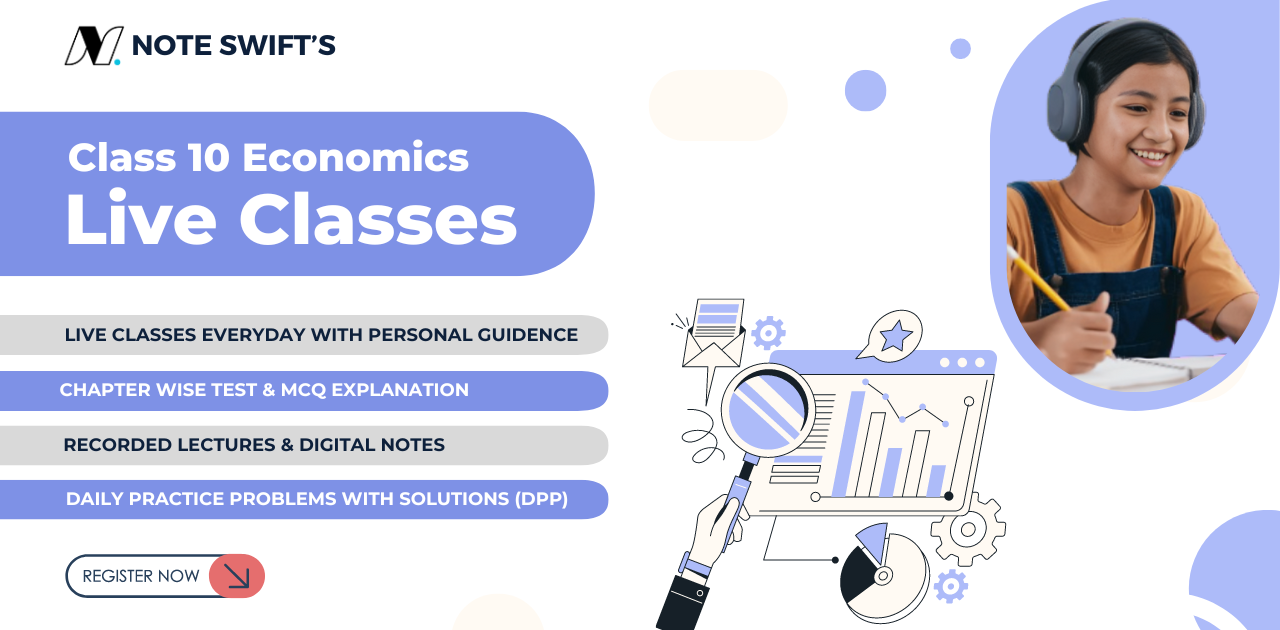 NOTE SWIFT'S
Class 10 Economics
Live Classes
LIVE CLASSES EVERYDAY WITH PERSONAL GUIDENCE
CHAPTER WISE TEST & MCQ EXPLANATION
RECORDED LECTURES & DIGITAL NOTES
DAILY PRACTICE PROBLEMS WITH SOLUTIONS (DPP)
REGISTER NOW